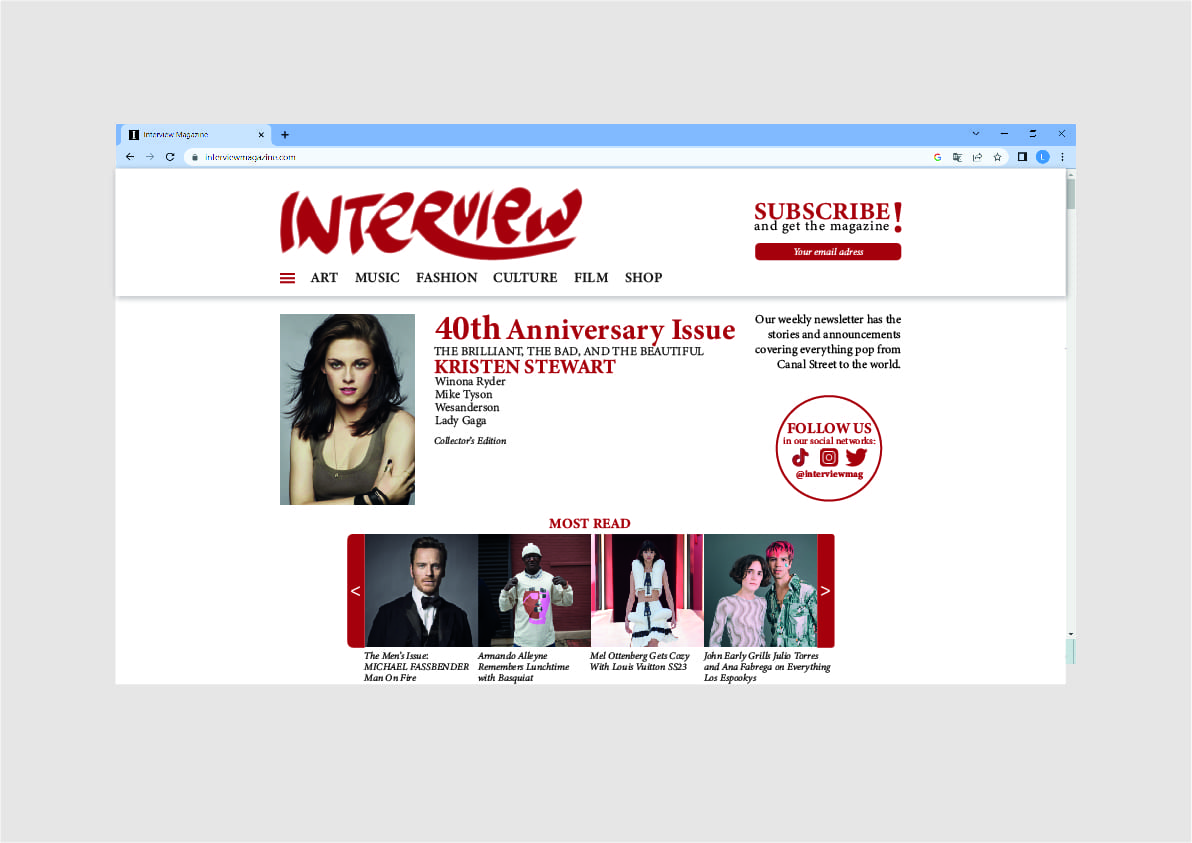 Interview Magazine
interviewmagazine.com
L
INTERVIEW
SUBSCRIBE!
and get the magazine
Your email adress
ART MUSIC FASHION CULTURE FILM SHOP
40th Anniversary Issue
THE BRILLIANT, THE BAD, AND THE BEAUTIFUL
KRISTEN STEWART
Winona Ryder
Mike Tyson
Wesanderson
Lady Gaga
Collector's Edition
Our weekly newsletter has the
stories and announcements
covering everything pop from
Canal Street to the world.
FOLLOW US
in our social networks:
@interviewmag
MOST READ
< >
The Men's Issue:
MICHAEL FASSBENDER
Man On Fire
Armando Alleyne
Remembers Lunchtime
with Basquiat
Mel Ottenberg Gets Cozy
With Louis Vuitton SS23
John Early Grills Julio Torres
and Ana Fabrega on Everything
Los Espookys